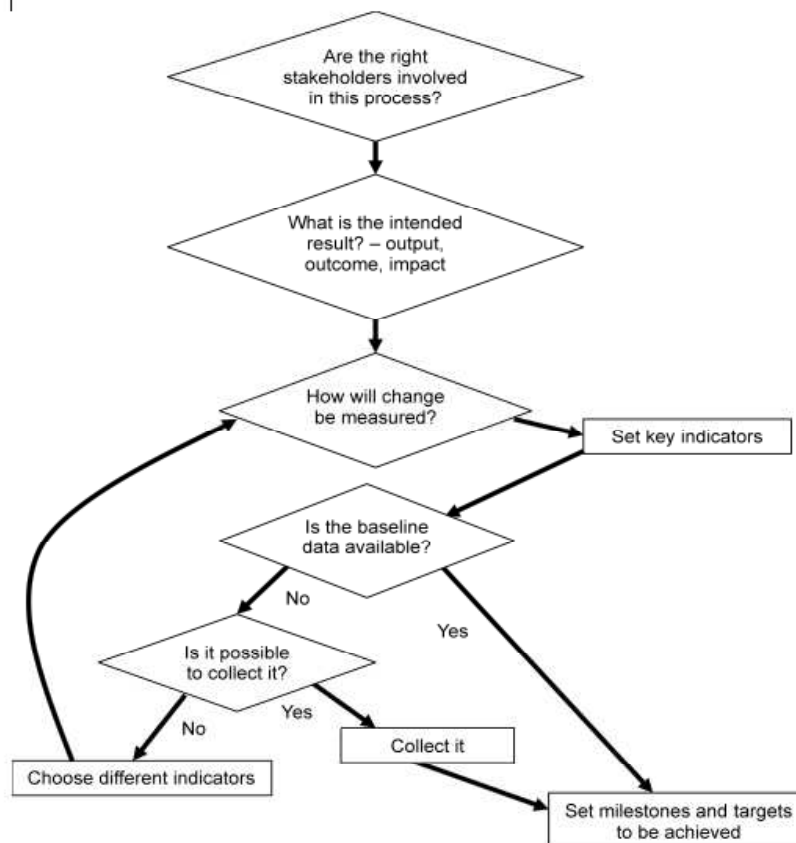 Are the right
stakeholders involved
in this process?
What is the intended
result? – output,
outcome, impact
How will change
be measured?
Set key indicators
Is the baseline
data available?
No
Yes
Is it possible
to collect it?
No
Yes
Collect it
Choose different indicators
Set milestones and targets
to be achieved